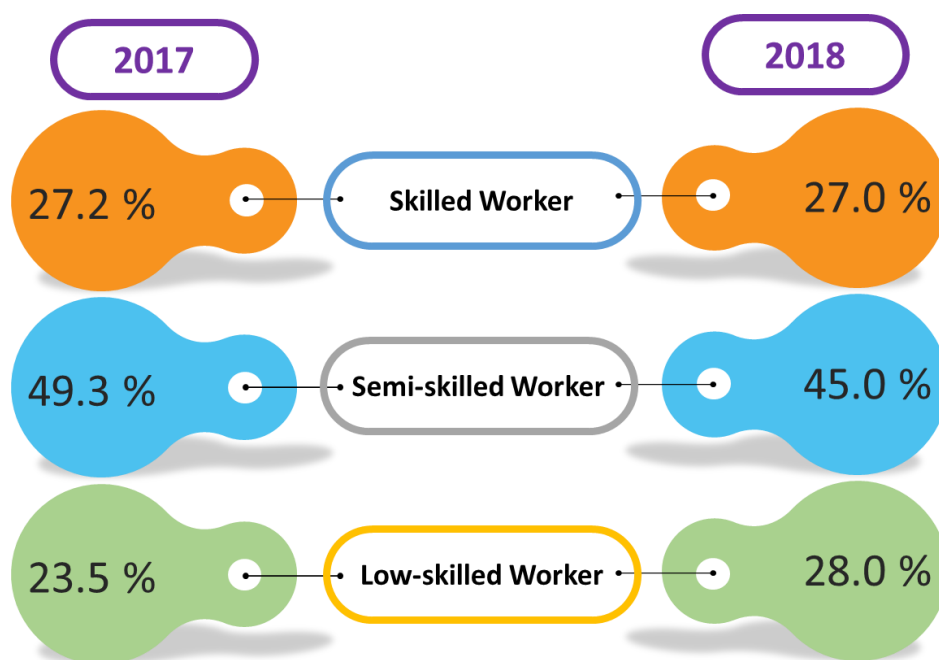 2017
2018
27.2 %
Skilled Worker
27.0 %
49.3 %
Semi-skilled Worker
45.0 %
23.5 %
Low-skilled Worker
28.0 %